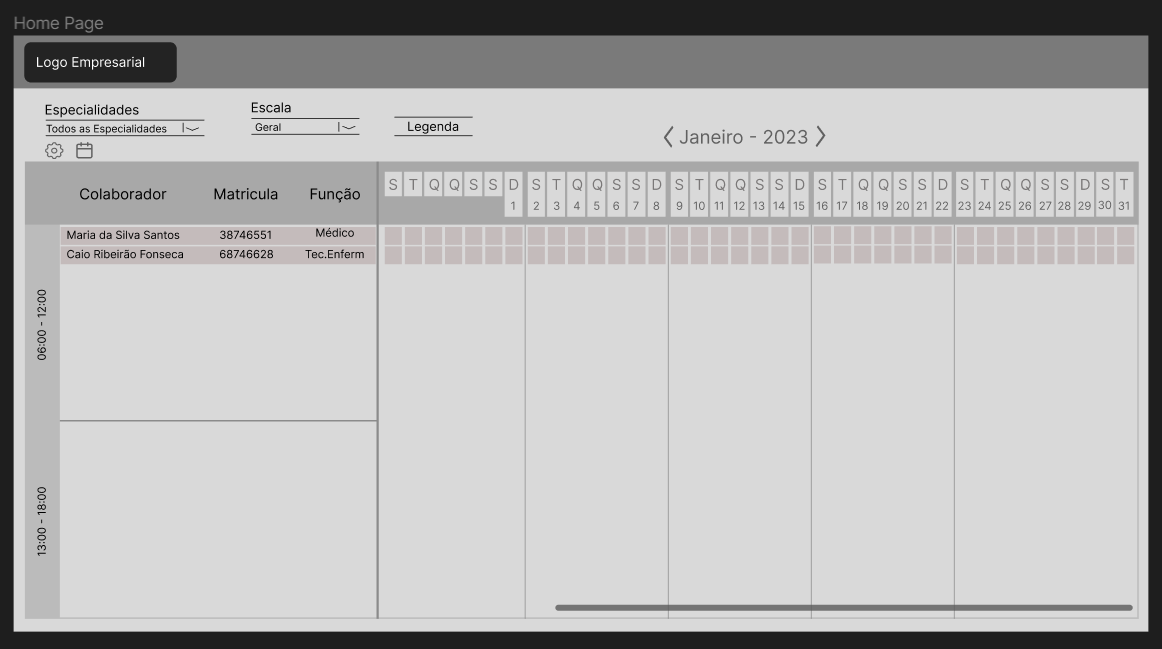 Home Page
Logo Empresarial
Especialidades
Todos as Especialidades
Escala
Geral
Legenda
Janeiro - 2023
Colaborador Matricula Função
S T Q Q S S D S T Q Q S S D S T Q Q S S D S T Q Q S S D S T Q Q S S D S T
1 2 3 4 5 6 7 8 9 10 11 12 13 14 15 16 17 18 19 20 21 22 23 24 25 26 27 28 29 30 31
06:00 - 12:00
Maria da Silva Santos 38746551 Médico
Caio Ribeirão Fonseca 68746628 Tec.Enferm
13:00 - 18:00